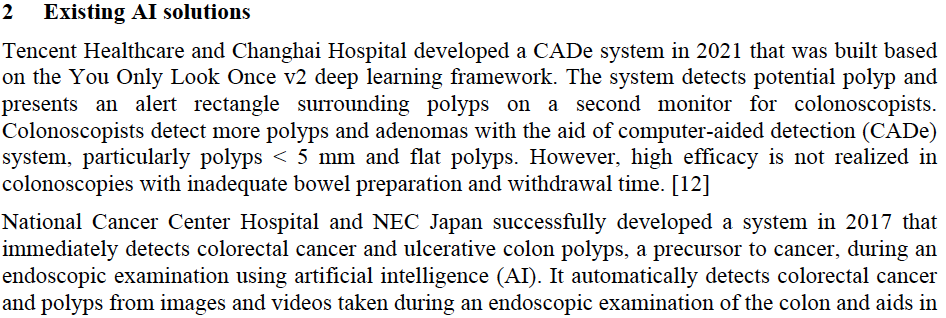 2 Existing AI solutions
Tencent Healthcare and Changhai Hospital developed a CADe system in 2021 that was built based
on the You Only Look Once v2 deep learning framework. The system detects potential polyp and
presents an alert rectangle surrounding polyps on a second monitor for colonoscopists.
Colonoscopists detect more polyps and adenomas with the aid of computer-aided detection (CADe)
system, particularly polyps < 5 mm and flat polyps. However, high efficacy is not realized in
colonoscopies with inadequate bowel preparation and withdrawal time. [12]
National Cancer Center Hospital and NEC Japan successfully developed a system in 2017 that
immediately detects colorectal cancer and ulcerative colon polyps, a precursor to cancer, during an
endoscopic examination using artificial intelligence (AI). It automatically detects colorectal cancer
and polyps from images and videos taken during an endoscopic examination of the colon and aids in